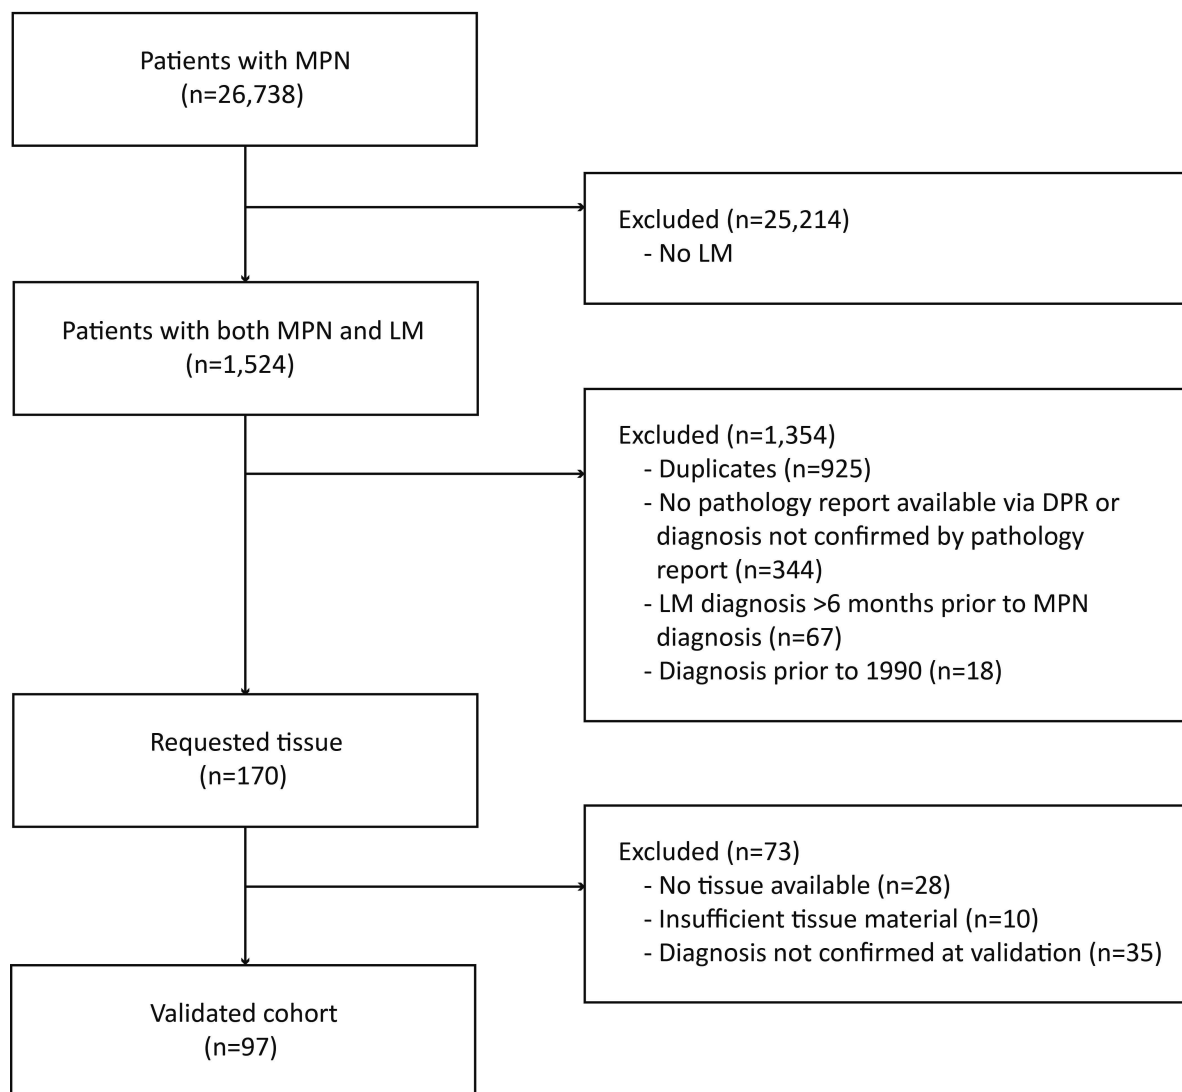 Patients with MPN
(n=26,738)
Excluded (n=25,214)
- No LM
Patients with both MPN and LM
(n=1,524)
Excluded (n=1,354)
- Duplicates (n=925)
- No pathology report available via DPR or
diagnosis not confirmed by pathology
report (n=344)
- LM diagnosis >6 months prior to MPN
diagnosis (n=67)
- Diagnosis prior to 1990 (n=18)
Requested tissue
(n=170)
Excluded (n=73)
- No tissue available (n=28)
- Insufficient tissue material (n=10)
- Diagnosis not confirmed at validation (n=35)
Validated cohort
(n=97)